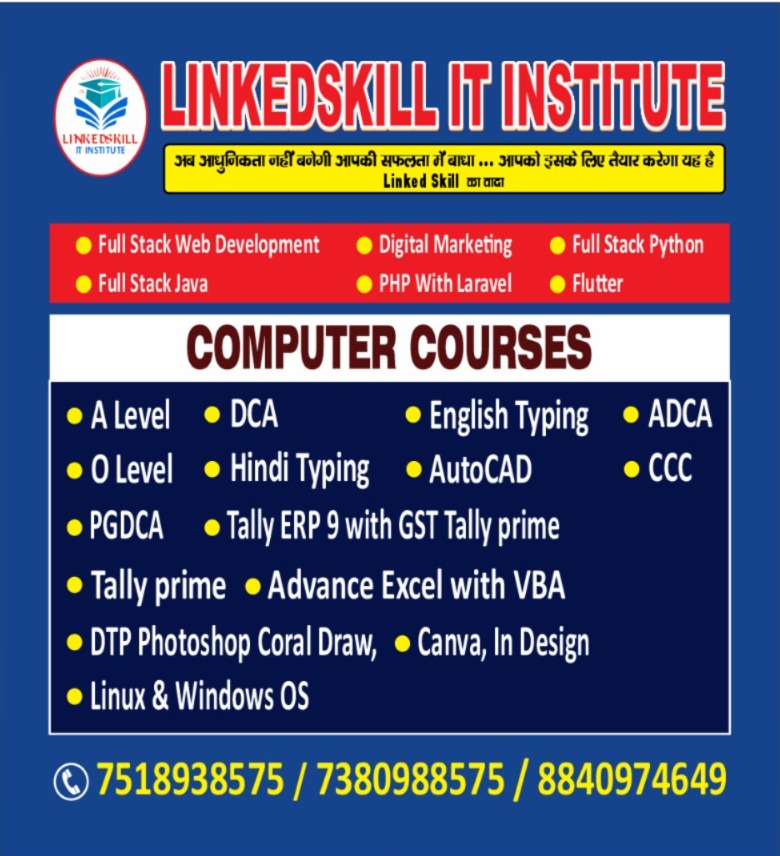 LINKEDSKILL
IT INSTITUTE
LINKEDSKILL IT INSTITUTE
अब आधुनिकता नहीं बनेगी आपकी सफलता में बाधा ... आपको इसके लिए तैयार करेगा यह है
Linked Skill का वादा
Full Stack Web Development Digital Marketing Full Stack Python
Full Stack Java PHP With Laravel Flutter
COMPUTER COURSES
A Level DCA English Typing ADCA
O Level Hindi Typing AutoCAD CCC
PGDCA Tally ERP 9 with GST Tally prime
Tally prime Advance Excel with VBA
DTP Photoshop Coral Draw, Canva, In Design
Linux & Windows OS
7518938575 / 7380988575 / 8840974649